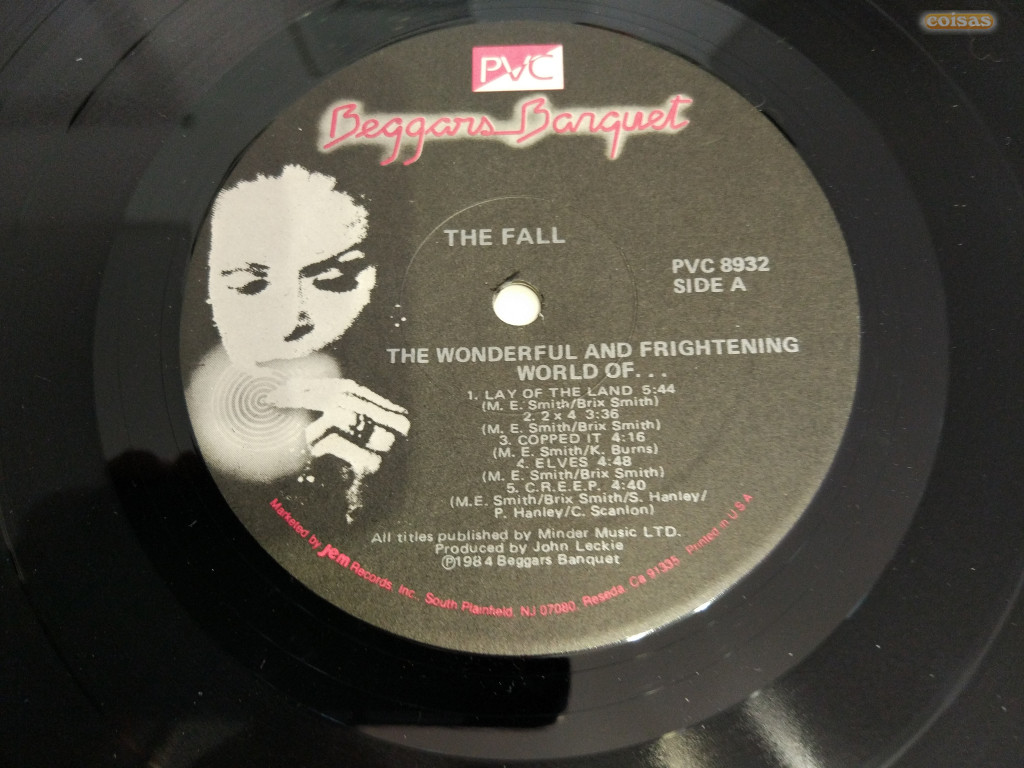 coisas
PVC
Beggars Banquet
THE FALL
PVC 8932
SIDE A
THE WONDERFUL AND FRIGHTENING
WORLD OF...
1. LAY OF THE LAND 5:44
(M. E. Smith/Brix Smith)
2. 2 x 4 3:36
(M. E. Smith/Brix Smith)
3. COPPED IT 4:16
(M. E. Smith/K. Burns)
4. ELVES 4:48
(M. E. Smith/Brix Smith)
5. C.R.E.E.P. 4:40
(M.E. Smith/Brix Smith/S. Hanley/
P. Hanley/C. Scanlon)
All titles published by Minder Music LTD.
Produced by John Leckie
℗1984 Beggars Banquet
Marketed by jem Records, Inc. South Plainfield, NJ 07080, Reseda, Ca 91335 Printed in U S A